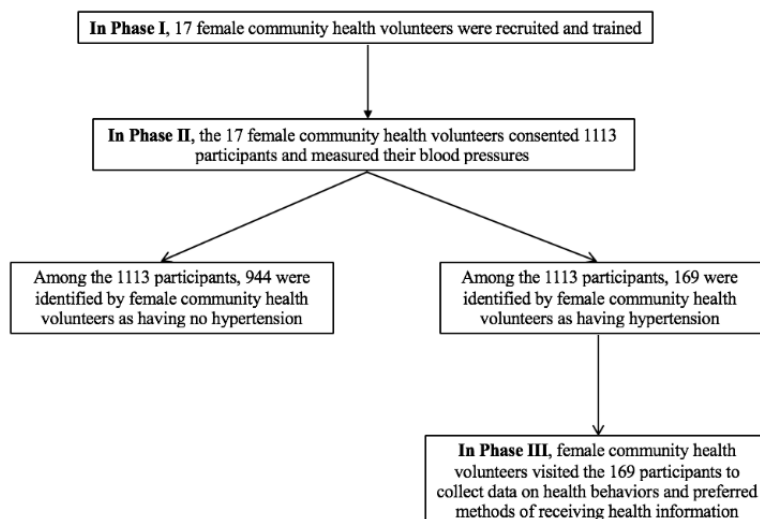 In Phase I, 17 female community health volunteers were recruited and trained
In Phase II, the 17 female community health volunteers consented 1113
participants and measured their blood pressures
Among the 1113 participants, 944 were
identified by female community health
volunteers as having no hypertension
Among the 1113 participants, 169 were
identified by female community health
volunteers as having hypertension
In Phase III, female community health
volunteers visited the 169 participants to
collect data on health behaviors and preferred
methods of receiving health information